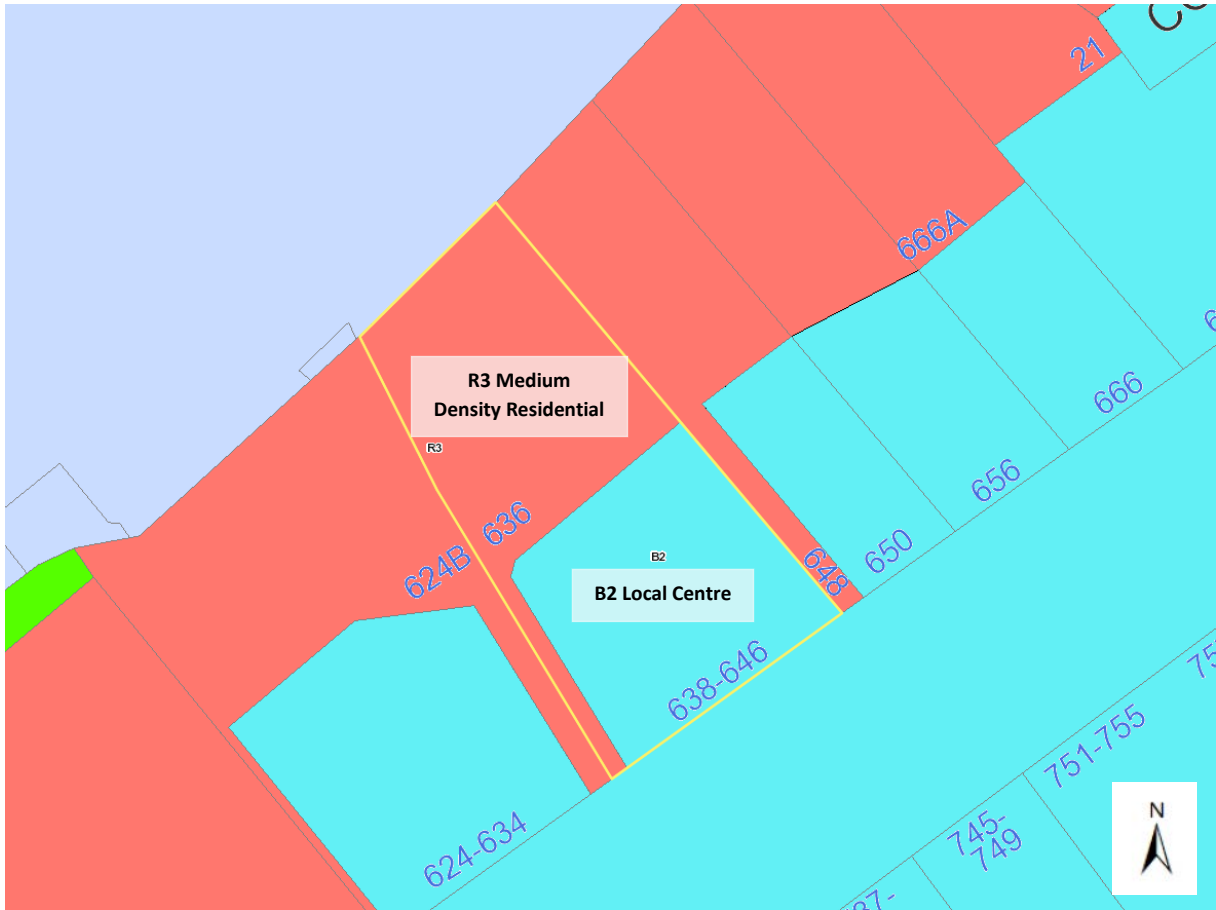 21
666A
R3 Medium
Density Residential
R3
666
656
636
624B
650
648
B2
B2 Local Centre
638-646
751-755
745-
749
624-634
N